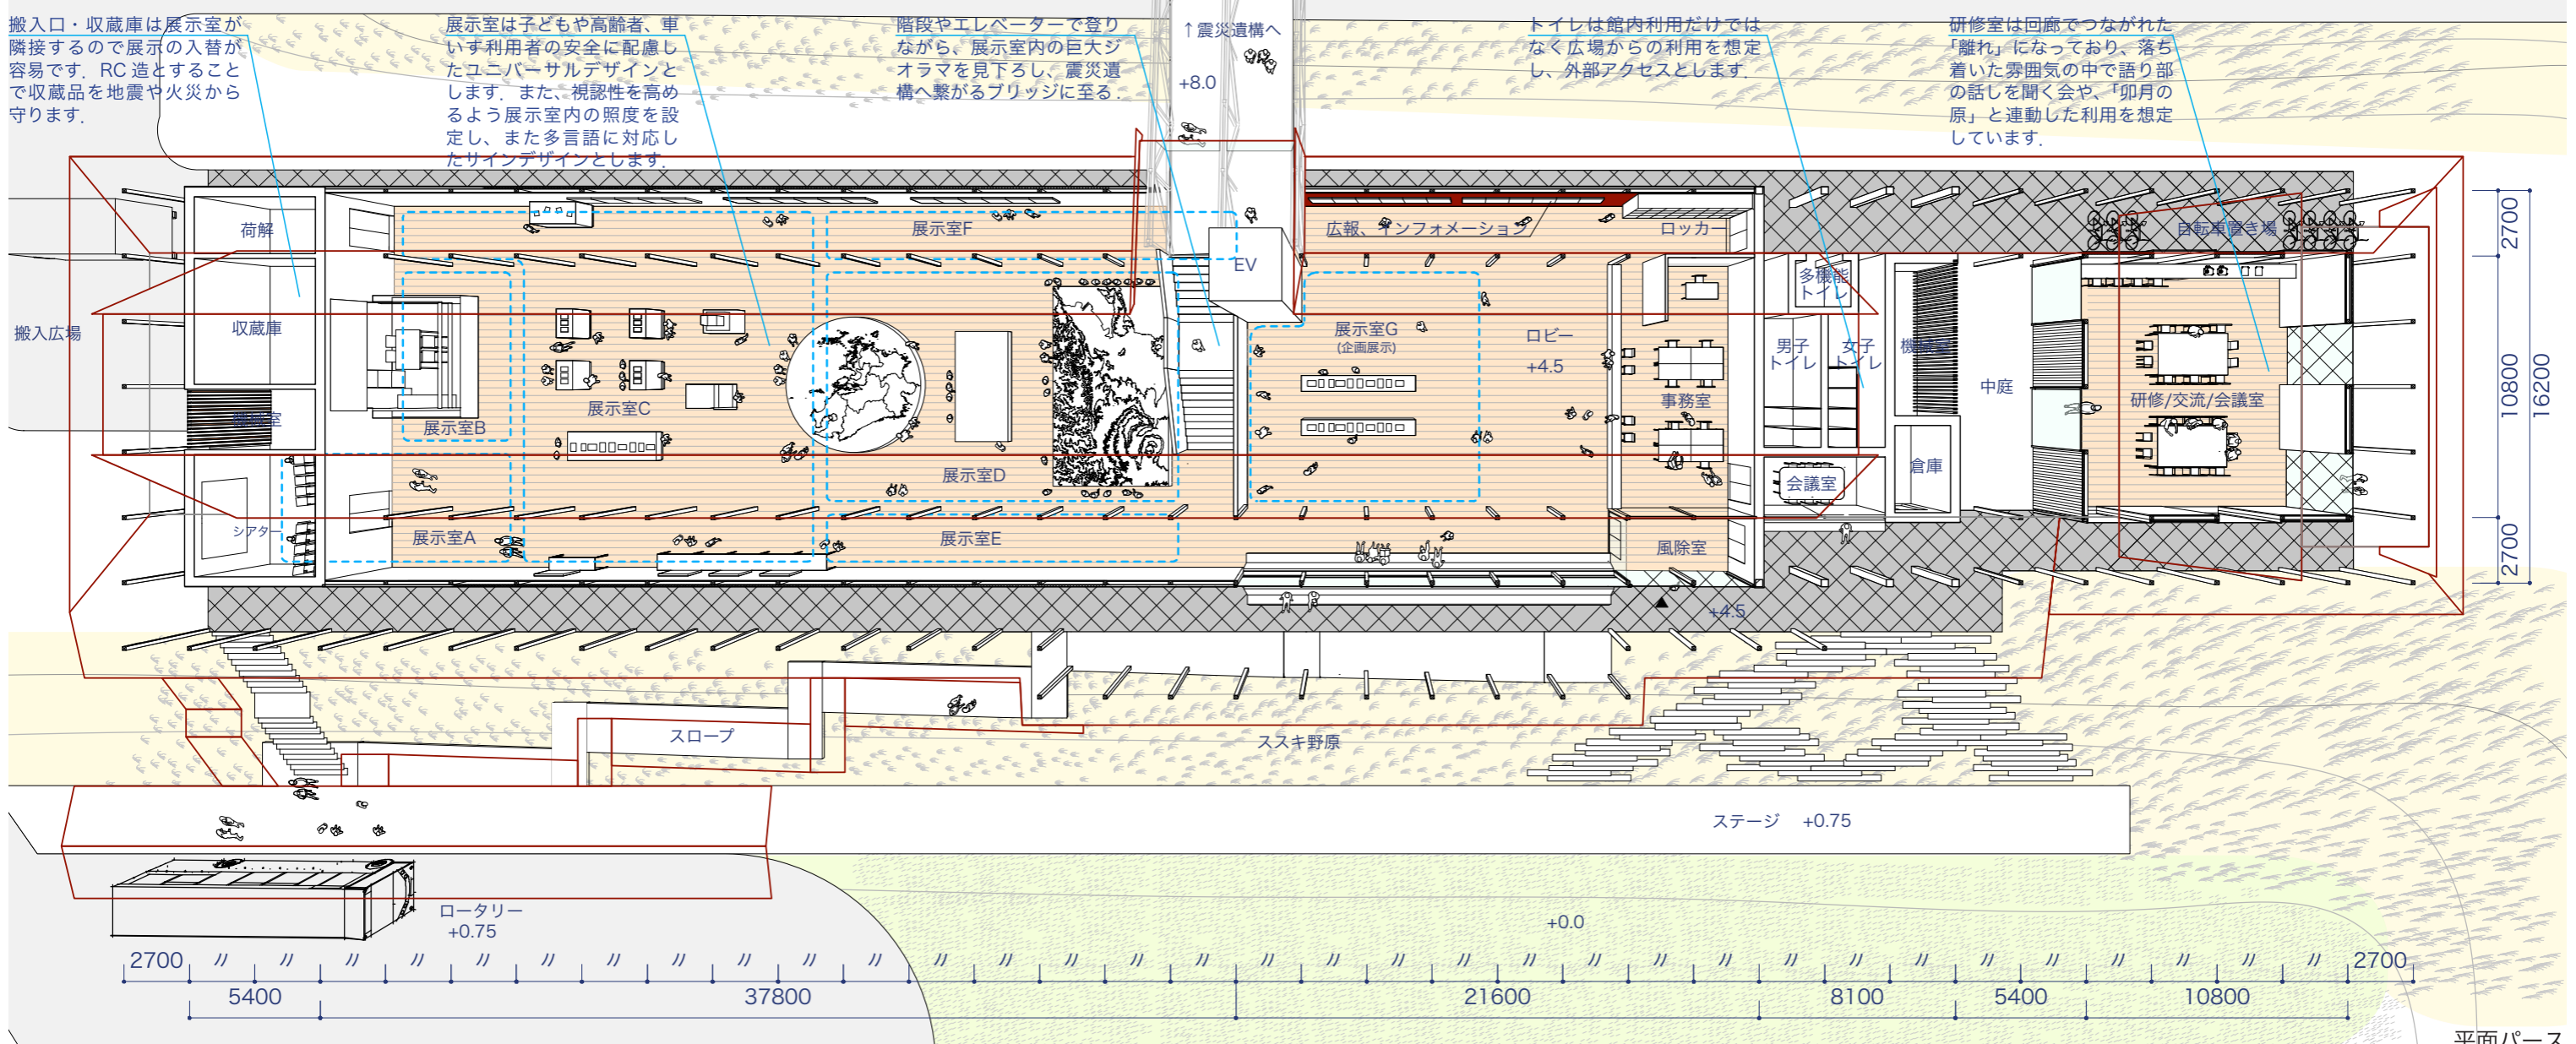 搬入口・収蔵庫は展示室が
隣接するので展示の入替が
容易です．RC 造とすること
で収蔵品を地震や火災から
守ります．
展示室は子どもや高齢者、車
いす利用者の安全に配慮し
たユニバーサルデザインと
します．また、視認性を高め
るよう展示室内の照度を設
定し、また多言語に対応し
たサインデザインとします．
階段やエレベーターで登り
ながら、展示室内の巨大ジ
オラマを見下ろし、震災遺
構へ繋がるブリッジに至る．
↑震災遺構へ
+8.0
トイレは館内利用だけでは
なく広場からの利用を想定
し、外部アクセスとします．
研修室は回廊でつながれた
「離れ」になっており、落ち
着いた雰囲気の中で語り部
の話しを聞く会や、「卯月の
原」と連動した利用を想定
しています．
荷解
展示室F
広報、インフォメーション
ロッカー
自転車置き場
EV
多機能
トイレ
搬入広場
収蔵庫
展示室G
(企画展示)
ロビー
+4.5
男子
トイレ
女子
トイレ
機械室
中庭
機械室
展示室B
展示室C
事務室
研修/交流/会議室
展示室D
倉庫
会議室
シアター
展示室A
展示室E
風除室
+4.5
スロープ
ススキ野原
ステージ +0.75
ロータリー
+0.75
+0.0
2700
10800
16200
2700
2700 〃 〃 〃 〃 〃 〃 〃 〃 〃 〃 〃 〃 〃 〃 〃 〃 〃 〃 〃 〃 〃 〃 〃 〃 〃 〃 〃 〃 〃 〃 〃 〃 〃 2700
5400 37800 21600 8100 5400 10800
平面パース